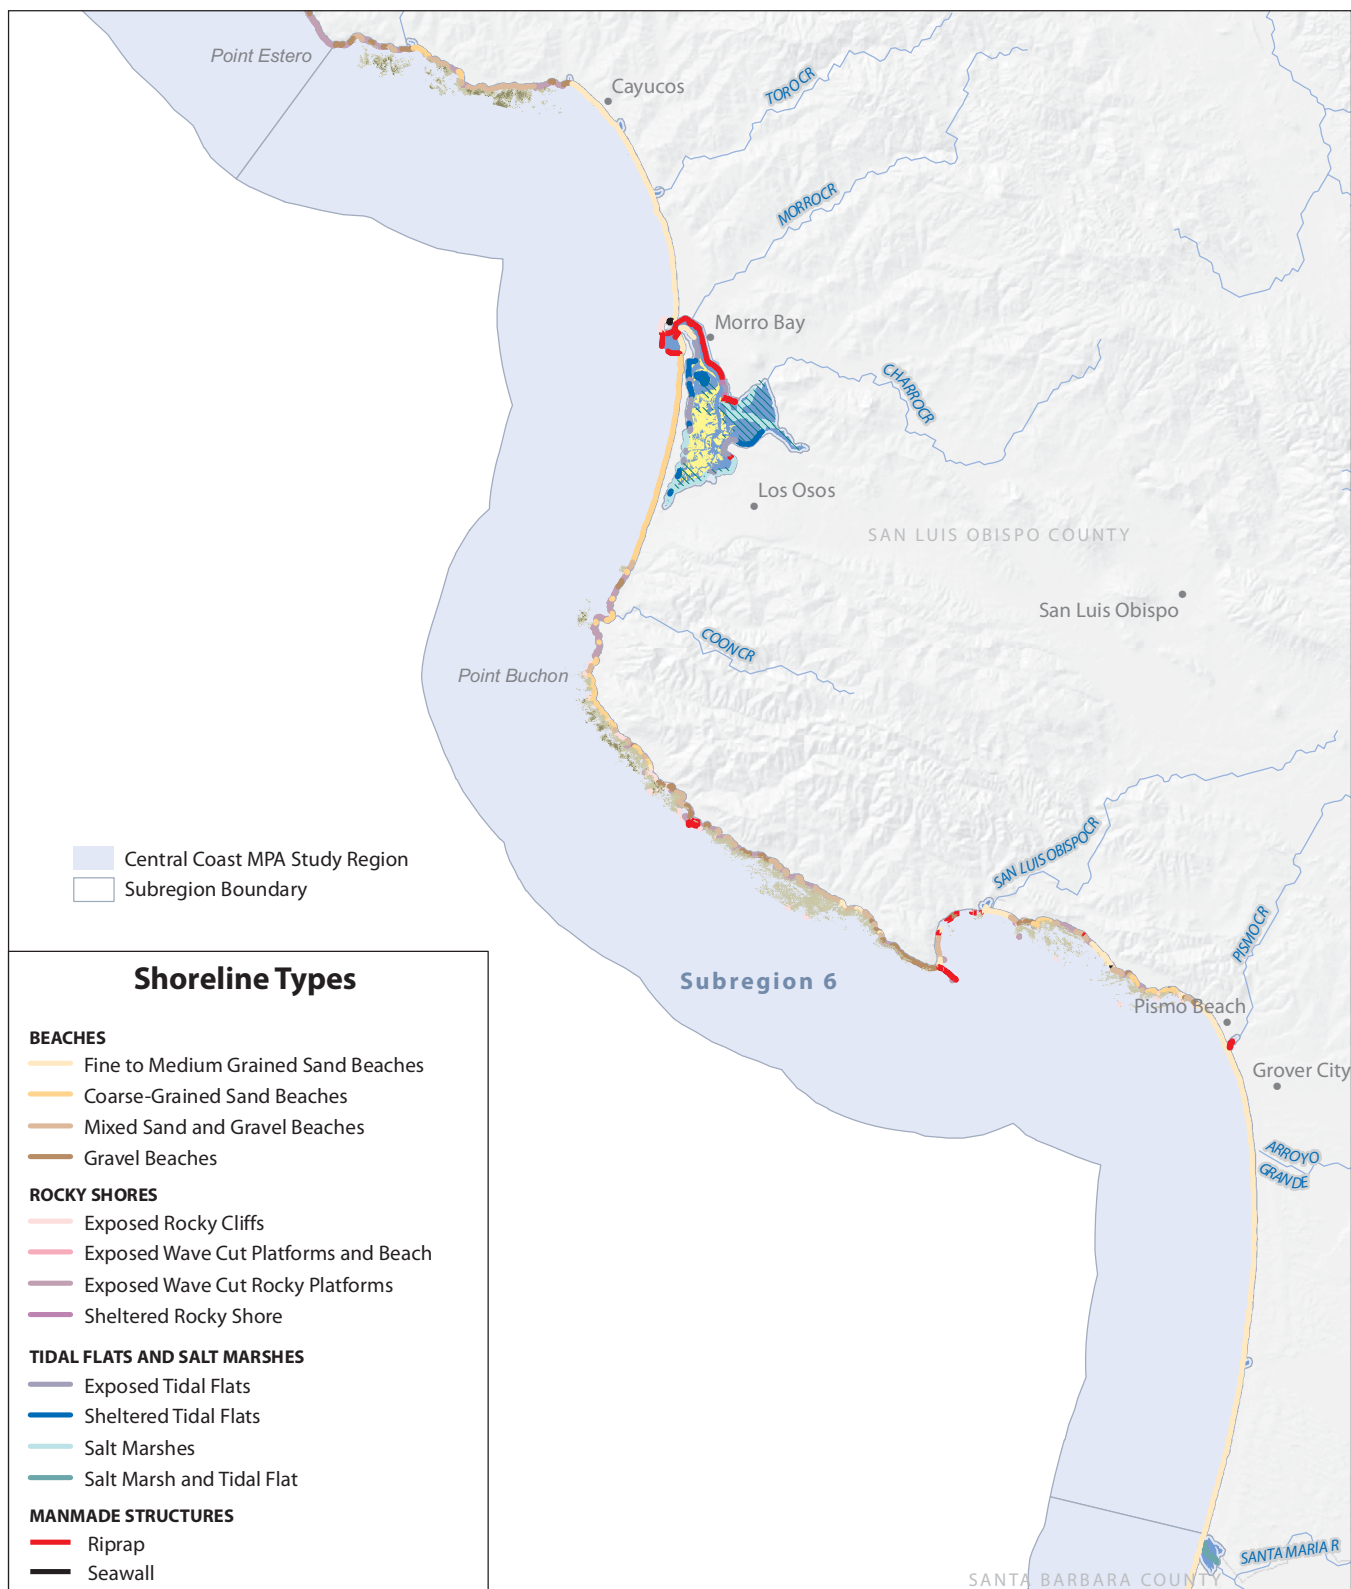 Point Estero
Cayucos
TORO CR
MORRO CR
Morro Bay
CHARRO CR
Los Osos
SAN LUIS OBISPO COUNTY
San Luis Obispo
COON CR
Point Buchon
SAN LUIS OBISPO CR
PISMO CR
Subregion 6
Pismo Beach
Grover City
ARROYO
GRANDE
SANTA MARIA R
SANTA BARBARA COUNTY
Central Coast MPA Study Region
Subregion Boundary
Shoreline Types
BEACHES
Fine to Medium Grained Sand Beaches
Coarse-Grained Sand Beaches
Mixed Sand and Gravel Beaches
Gravel Beaches
ROCKY SHORES
Exposed Rocky Cliffs
Exposed Wave Cut Platforms and Beach
Exposed Wave Cut Rocky Platforms
Sheltered Rocky Shore
TIDAL FLATS AND SALT MARSHES
Exposed Tidal Flats
Sheltered Tidal Flats
Salt Marshes
Salt Marsh and Tidal Flat
MANMADE STRUCTURES
Riprap
Seawall